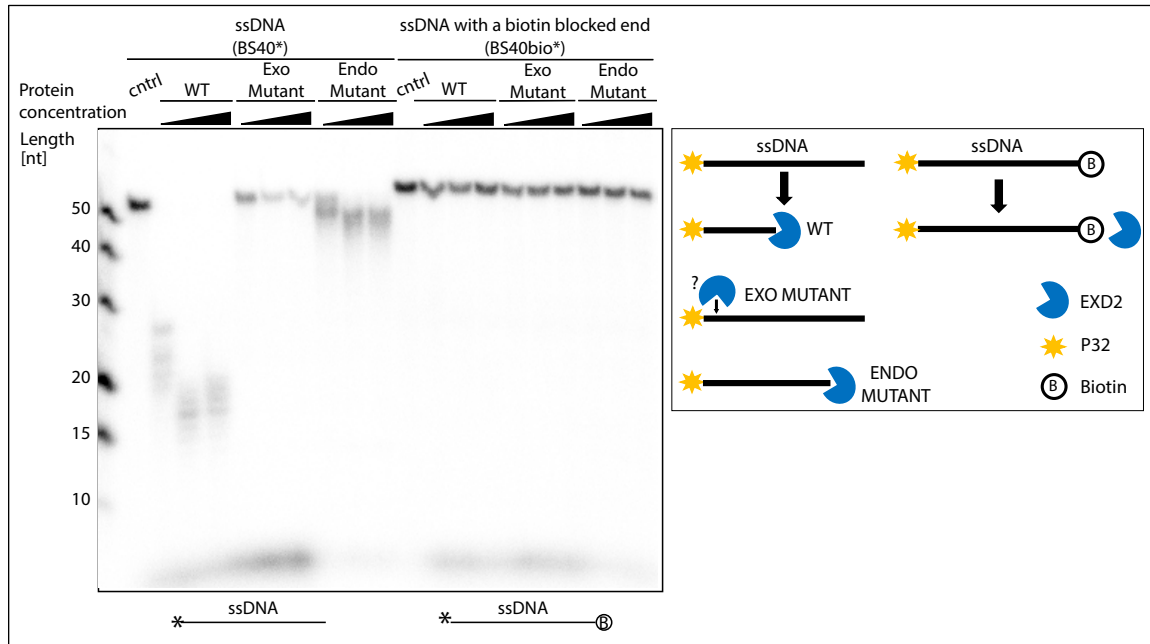 ssDNA
(BS40*)
ssDNA with a biotin blocked end
(BS40bio*)
Protein
concentration
cntrl
WT
Exo
Mutant
Endo
Mutant
cntrl
WT
Exo
Mutant
Endo
Mutant
Length
[nt]
50
40
30
20
15
10
* ssDNA
* ssDNA B
ssDNA
WT
? EXO MUTANT
ENDO
MUTANT
ssDNA
B
B
EXD2
P32
B Biotin